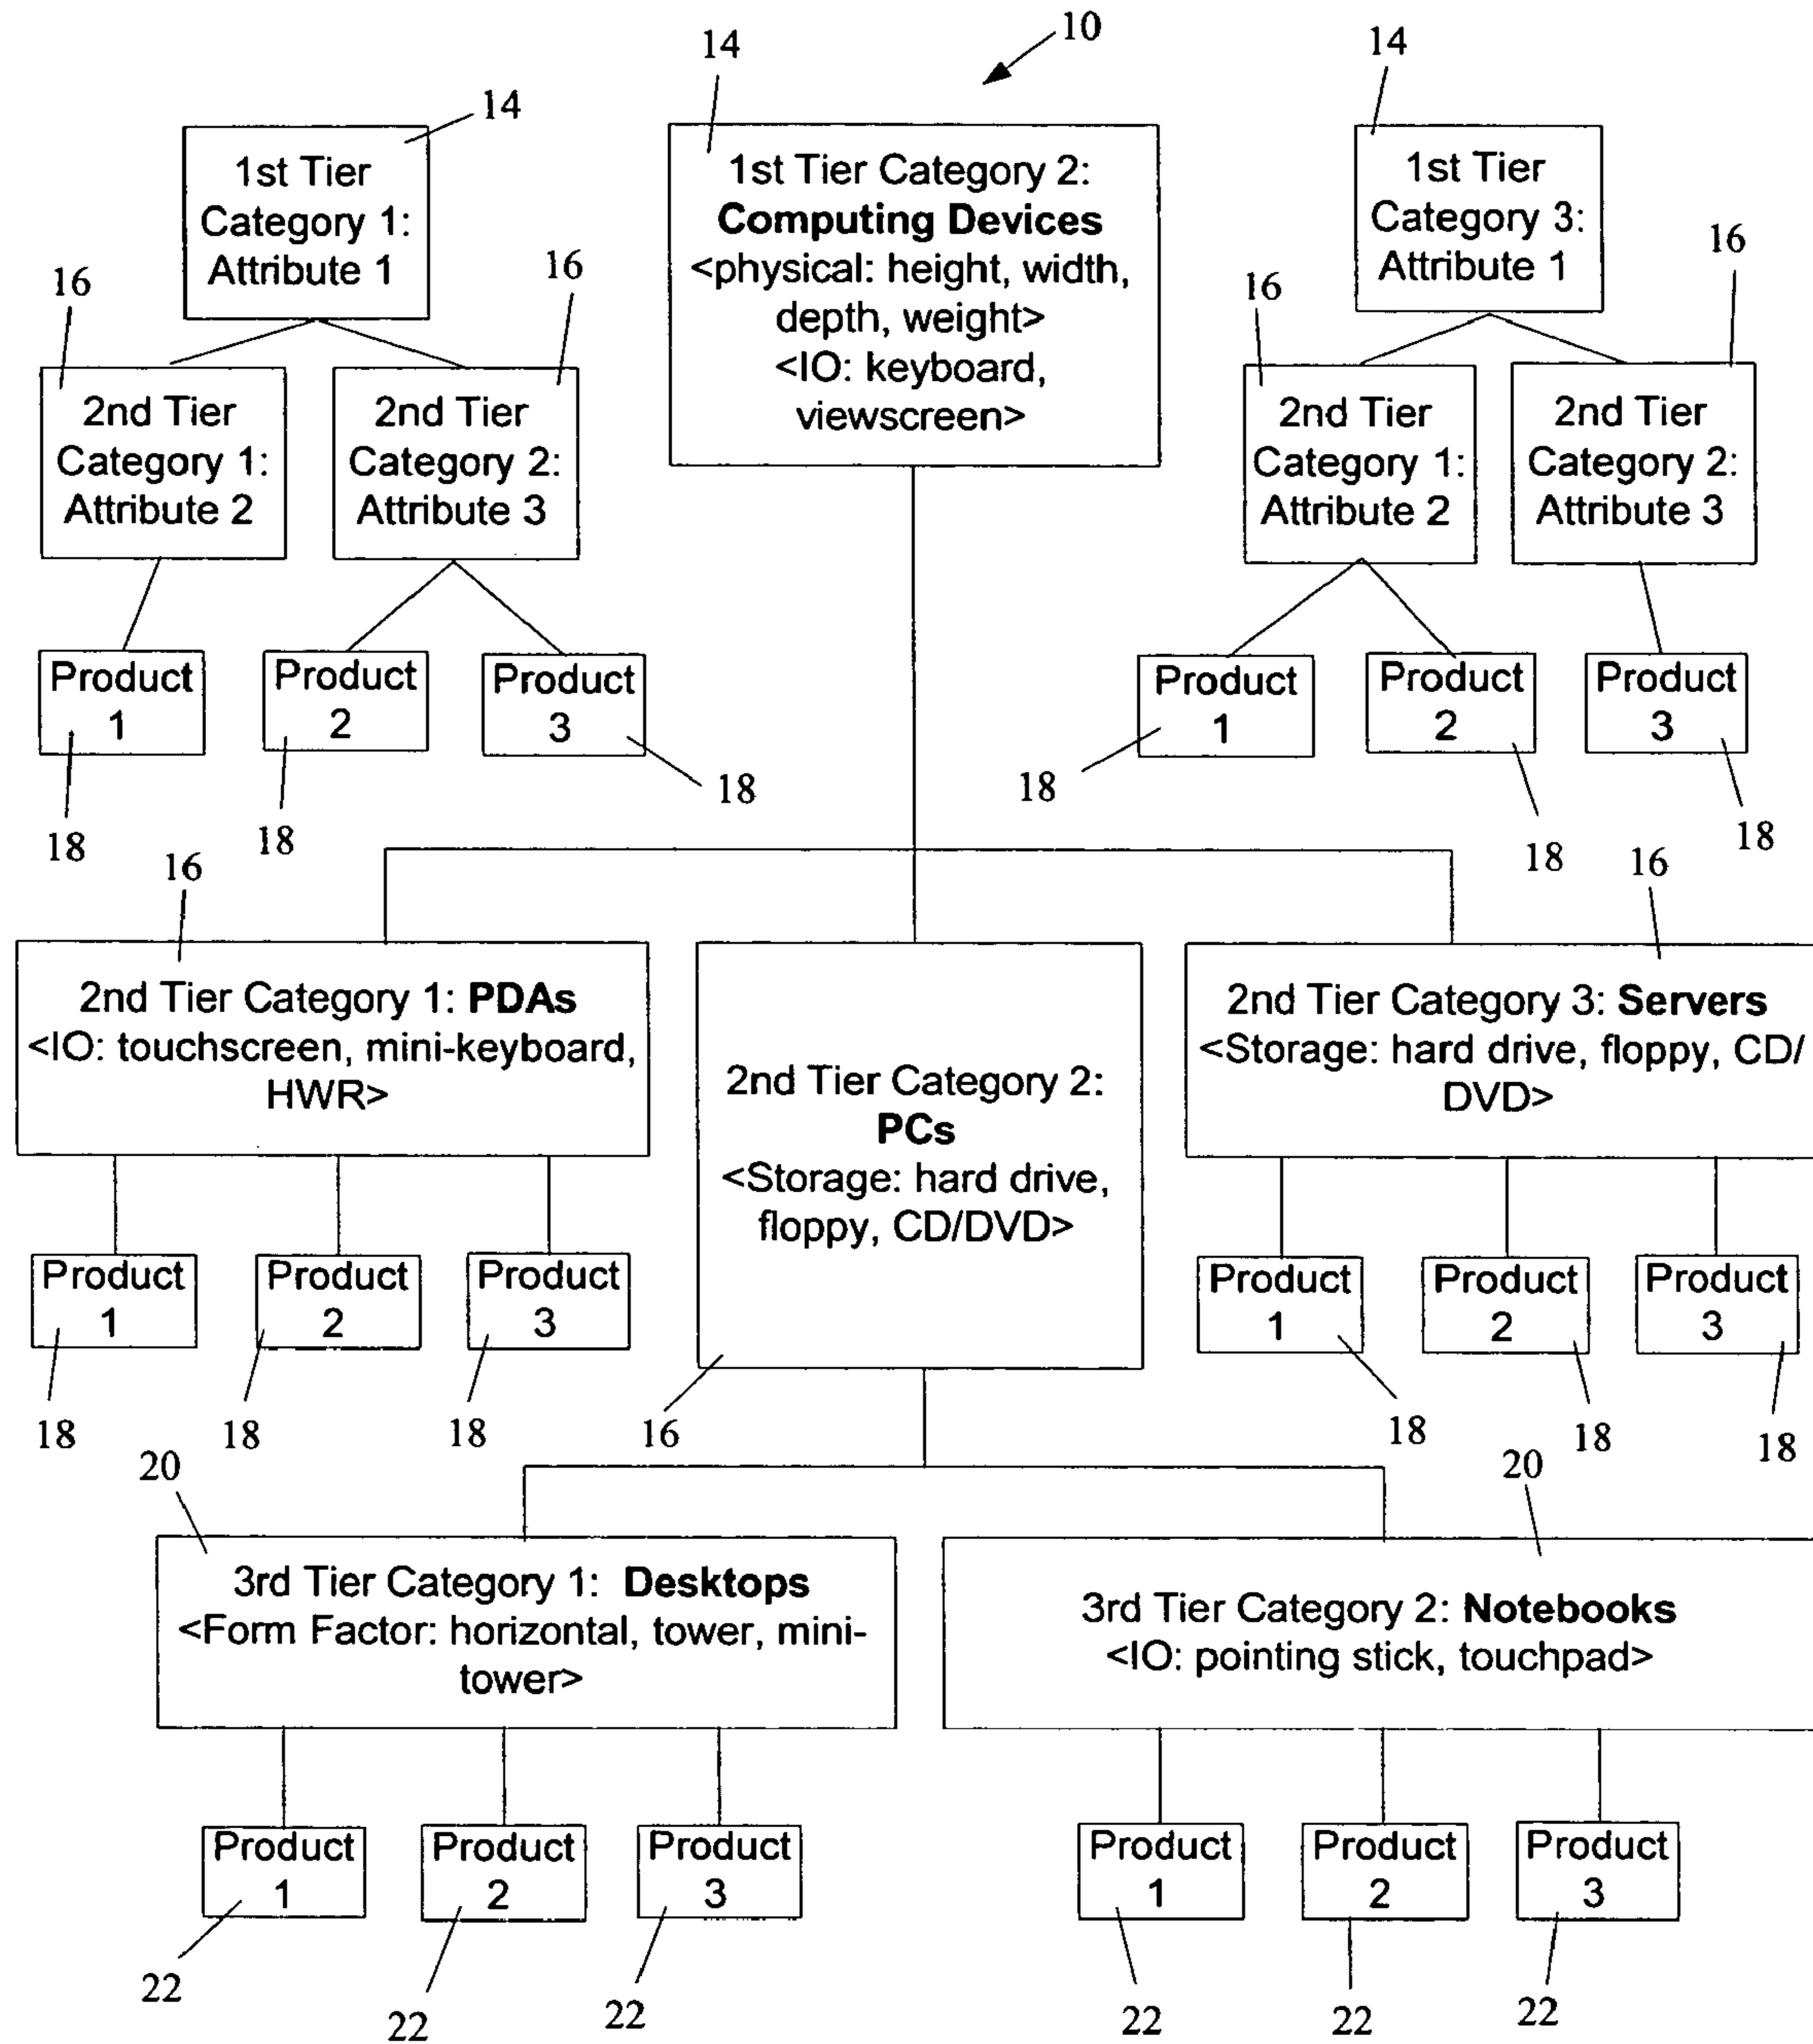 10
14
14
14
1st Tier
Category 1:
Attribute 1
1st Tier Category 2:
Computing Devices
<physical: height, width,
depth, weight>
<IO: keyboard,
viewscreen>
1st Tier
Category 3:
Attribute 1
16
16
16
16
2nd Tier
Category 1:
Attribute 2
2nd Tier
Category 2:
Attribute 3
2nd Tier
Category 1:
Attribute 2
2nd Tier
Category 2:
Attribute 3
Product
1
Product
2
Product
3
Product
1
Product
2
Product
3
18
18
18
18
18
18
16
16
2nd Tier Category 1: PDAs
<IO: touchscreen, mini-keyboard,
HWR>
2nd Tier Category 2:
PCs
<Storage: hard drive,
floppy, CD/DVD>
2nd Tier Category 3: Servers
<Storage: hard drive, floppy, CD/
DVD>
Product
1
Product
2
Product
3
Product
1
Product
2
Product
3
18
18
18
16
18
18
18
20
20
3rd Tier Category 1: Desktops
<Form Factor: horizontal, tower, mini-
tower>
3rd Tier Category 2: Notebooks
<IO: pointing stick, touchpad>
Product
1
Product
2
Product
3
Product
1
Product
2
Product
3
22
22
22
22
22
22